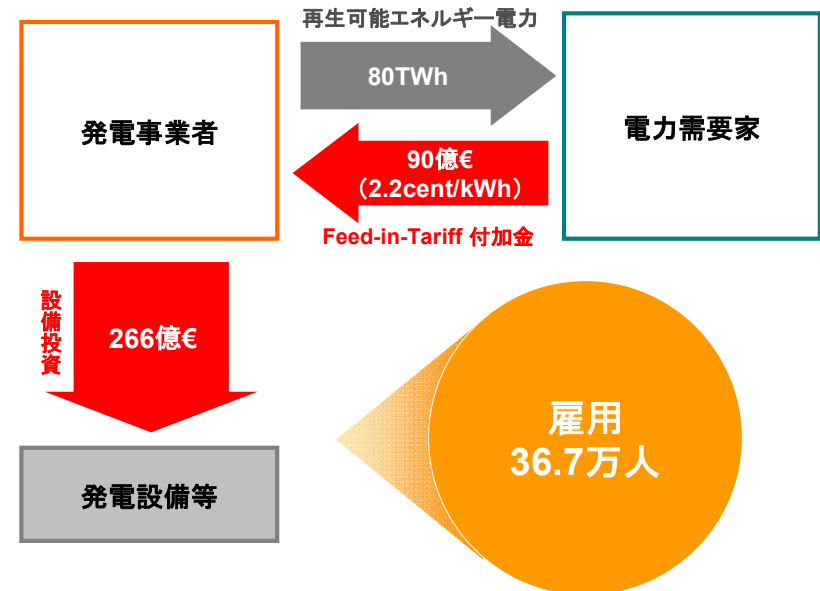 再生可能エネルギー電力
発電事業者
80TWh
電力需要家
90億€
（2.2cent/kWh）
Feed-in-Tariff 付加金
設備投資
266億€
発電設備等
雇用
36.7万人